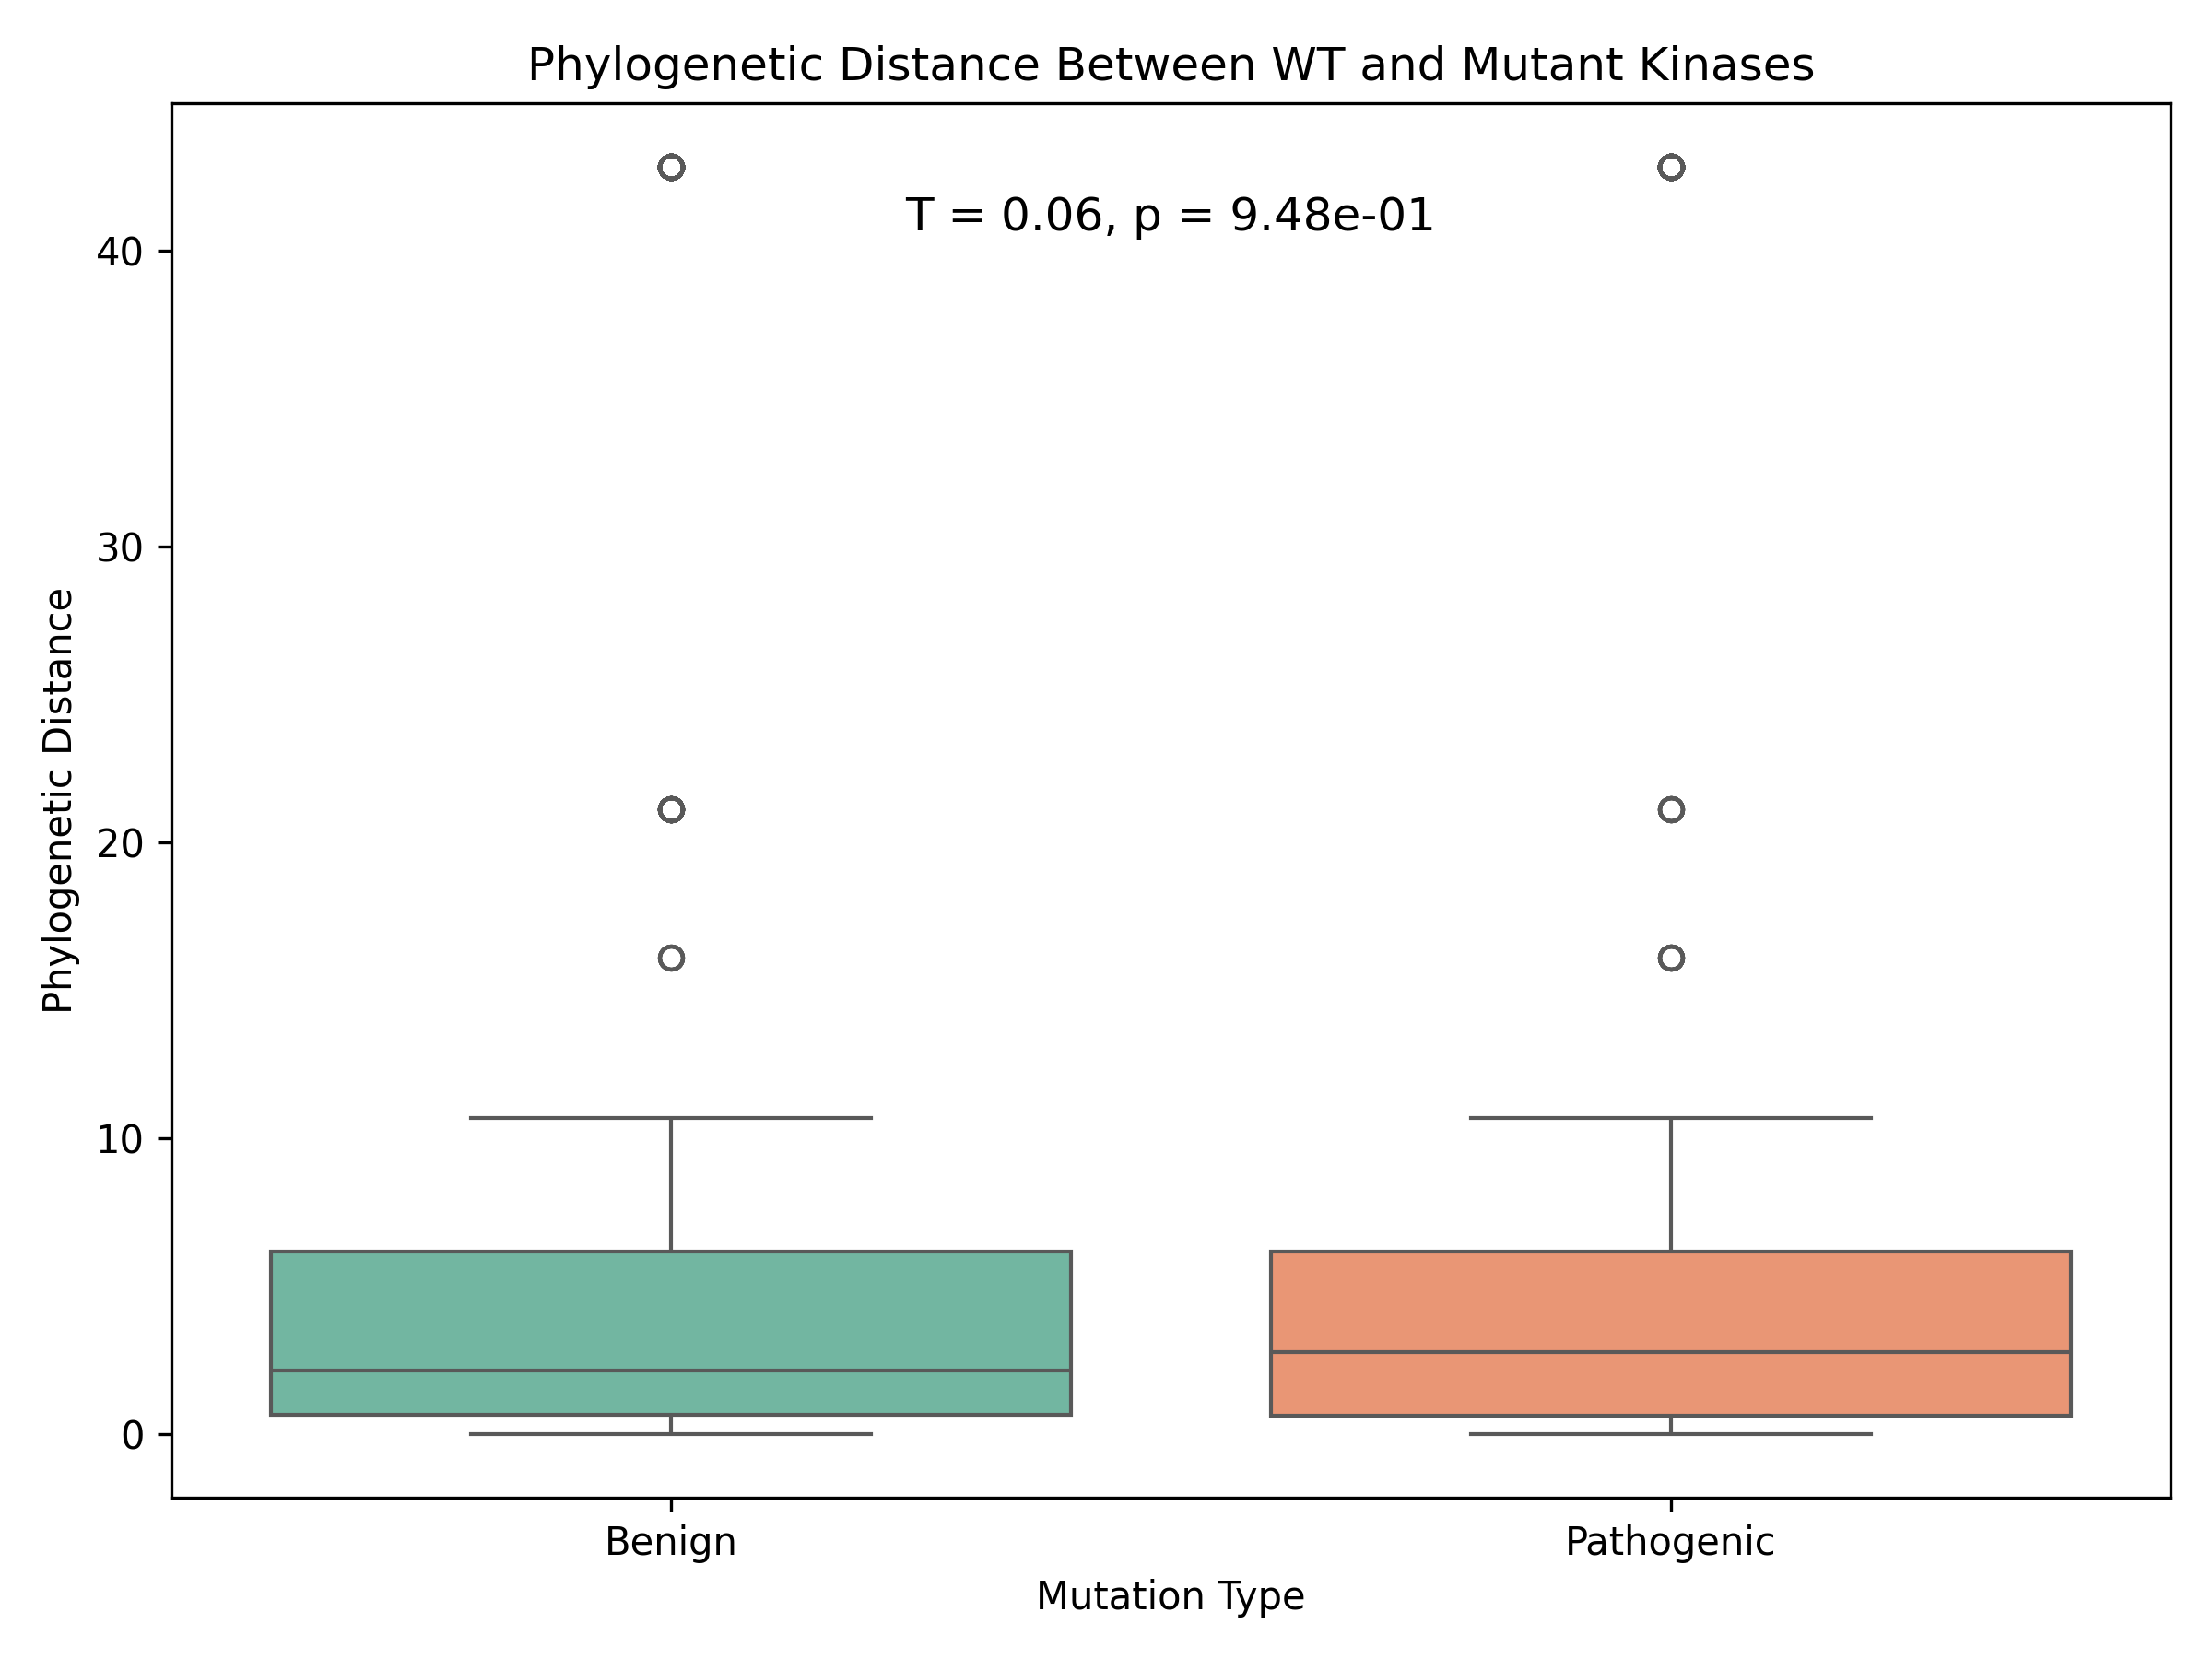 Phylogenetic Distance Between WT and Mutant Kinases
T = 0.06, p = 9.48e-01
40
30
20
10
0
Phylogenetic Distance
Benign
Pathogenic
Mutation Type